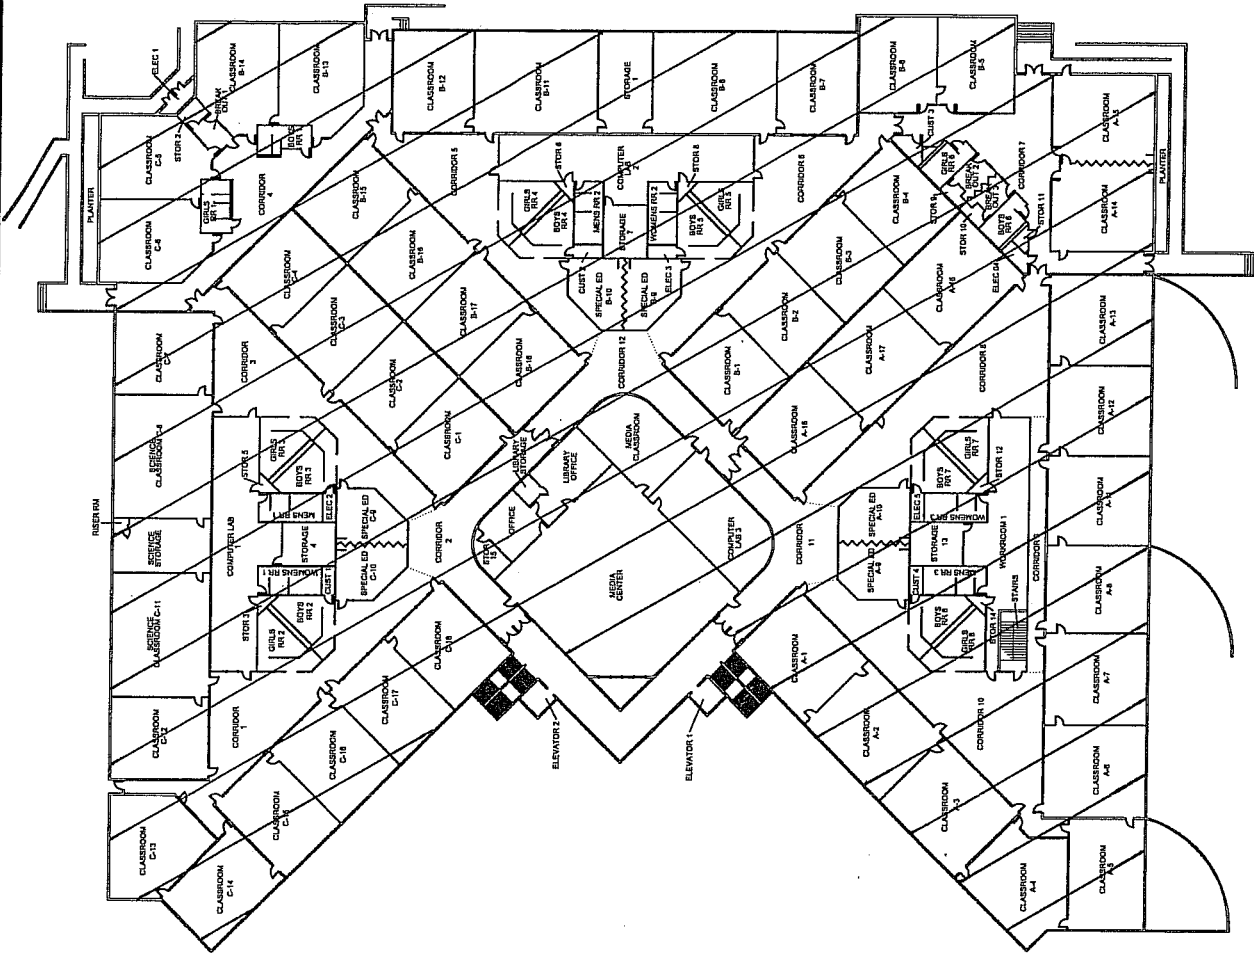 ELEC 1
CLASSROOM
B-14
CLASSROOM
B-13
BREAK
OUT 1
STOR 2
BOYS
RR 1
CLASSROOM
C-5
PLANTER
CLASSROOM
C-6
GIRLS
RR 1
CORRIDOR
4
CLASSROOM
B-12
CLASSROOM
B-11
STORAGE
1
CLASSROOM
B-8
CLASSROOM
B-7
CLASSROOM
B-6
CLASSROOM
B-5
CUST 3
CLASSROOM
A-15
PLANTER
CLASSROOM
A-14
CORRIDOR 7
GIRLS
RR 6
BREAK
OUT 2
BREAK
OUT 3
BOYS
RR 6
STOR 9
STOR 10
STOR 11
ELEC 04
CORRIDOR 5
CORRIDOR 6
STOR 6
COMPUTER
LAB
2
STOR 8
GIRLS
RR 4
BOYS
RR 4
MENS RR 2
STORAGE
7
WOMENS RR 2
BOYS
RR 5
GIRLS
RR 5
CUST 2
SPECIAL ED
B-10
SPECIAL ED
B-9
ELEC 3
CORRIDOR 12
CLASSROOM
B-15
CLASSROOM
B-16
CLASSROOM
B-17
CLASSROOM
B-18
CLASSROOM
C-4
CLASSROOM
C-3
CLASSROOM
C-2
CLASSROOM
C-1
CLASSROOM
B-4
CLASSROOM
B-3
CLASSROOM
B-2
CLASSROOM
B-1
CLASSROOM
A-16
CLASSROOM
A-17
CLASSROOM
A-18
CLASSROOM
CORRIDOR
3
SCIENCE
CLASSROOM C-8
RISER RM
SCIENCE
STORAGE
SCIENCE
CLASSROOM C-11
CLASSROOM
C-12
COMPUTER LAB
1
STOR 5
GIRLS
RR 3
BOYS
RR 3
MENS RR 1
ELEC 2
STORAGE
4
WOMENS RR 1
CUST 1
SPECIAL ED
C-9
SPECIAL ED
C-10
STOR 3
GIRLS
RR 2
BOYS
RR 2
CORRIDOR
2
CORRIDOR
1
LIBRARY
STORAGE
LIBRARY
OFFICE
MEDIA
CLASSROOM
OFFICE
STOR
15
MEDIA
CENTER
COMPUTER
LAB 3
CORRIDOR
11
CORRIDOR 8
CLASSROOM
A-13
CLASSROOM
A-12
CLASSROOM
CLASSROOM
A-8
CLASSROOM
A-7
CLASSROOM
A-6
CLASSROOM
A-5
CLASSROOM
A-4
CLASSROOM
A-3
CLASSROOM
A-2
CLASSROOM
A-1
SPECIAL ED
A-10
SPECIAL ED
A-9
ELEC 5
STORAGE
13
CUST 4
GIRLS
RR 7
BOYS
RR 7
STOR 12
WOMENS RR 3
WORKROOM 1
MENS RR 3
BOYS
RR 8
GIRLS
RR 8
STOR 14
STAIRS
CORRIDOR
CORRIDOR 10
ELEVATOR 2
ELEVATOR 1
CLASSROOM
C-18
CLASSROOM
C-17
CLASSROOM
C-16
CLASSROOM
C-15
CLASSROOM
C-14
CLASSROOM
C-13